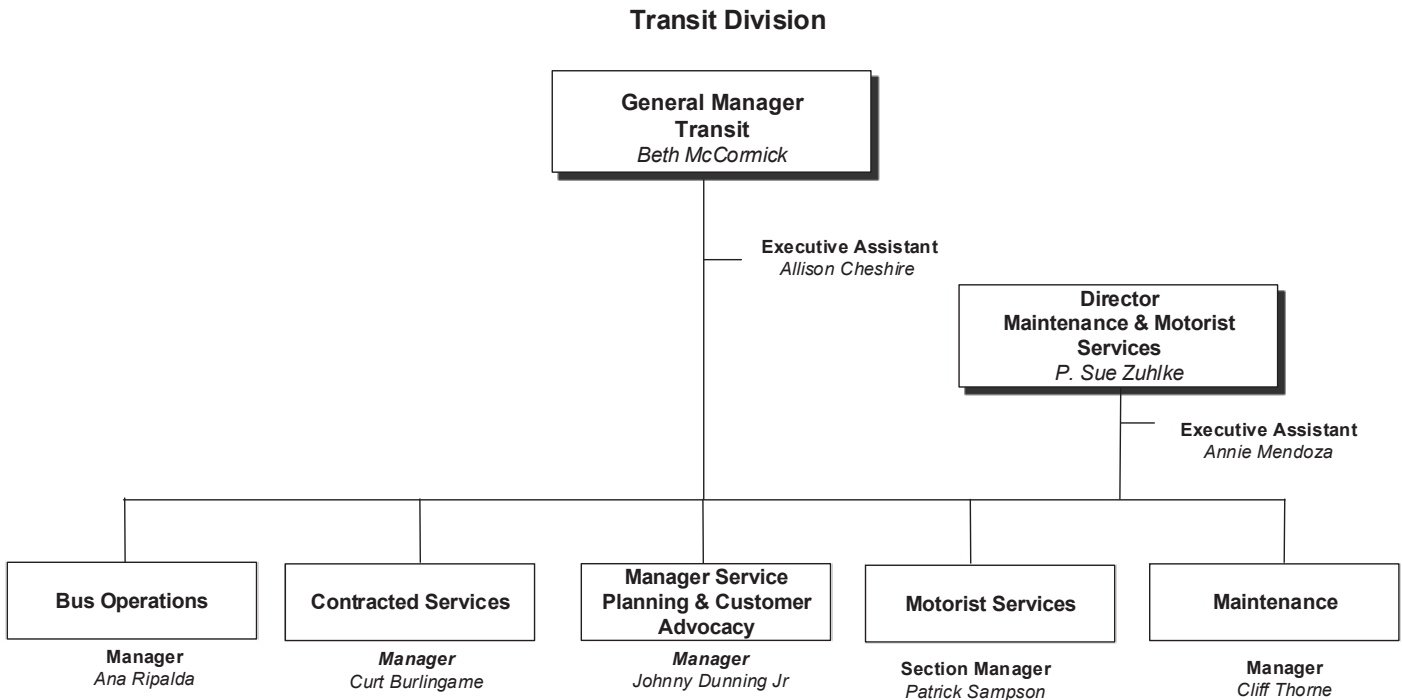 Transit Division
General Manager
Transit
Beth McCormick
Executive Assistant
Allison Cheshire
Director
Maintenance & Motorist
Services
P. Sue Zuhlke
Executive Assistant
Annie Mendoza
Bus Operations
Manager
Ana Ripalda
Contracted Services
Manager
Curt Burlingame
Manager Service
Planning & Customer
Advocacy
Manager
Johnny Dunning Jr
Motorist Services
Section Manager
Patrick Sampson
Maintenance
Manager
Cliff Thorne